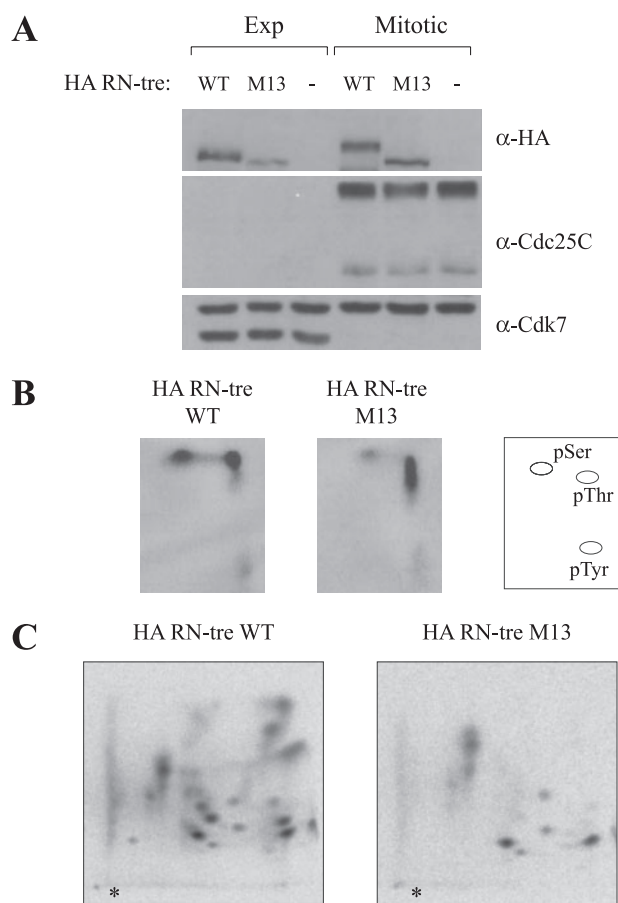 A
Exp Mitotic
HA RN-tre: WT M13 - WT M13 -
α-HA
α-Cdc25C
α-Cdk7
B
HA RN-tre WT
HA RN-tre M13
pSer
pThr
pTyr
C
HA RN-tre WT HA RN-tre M13
* *